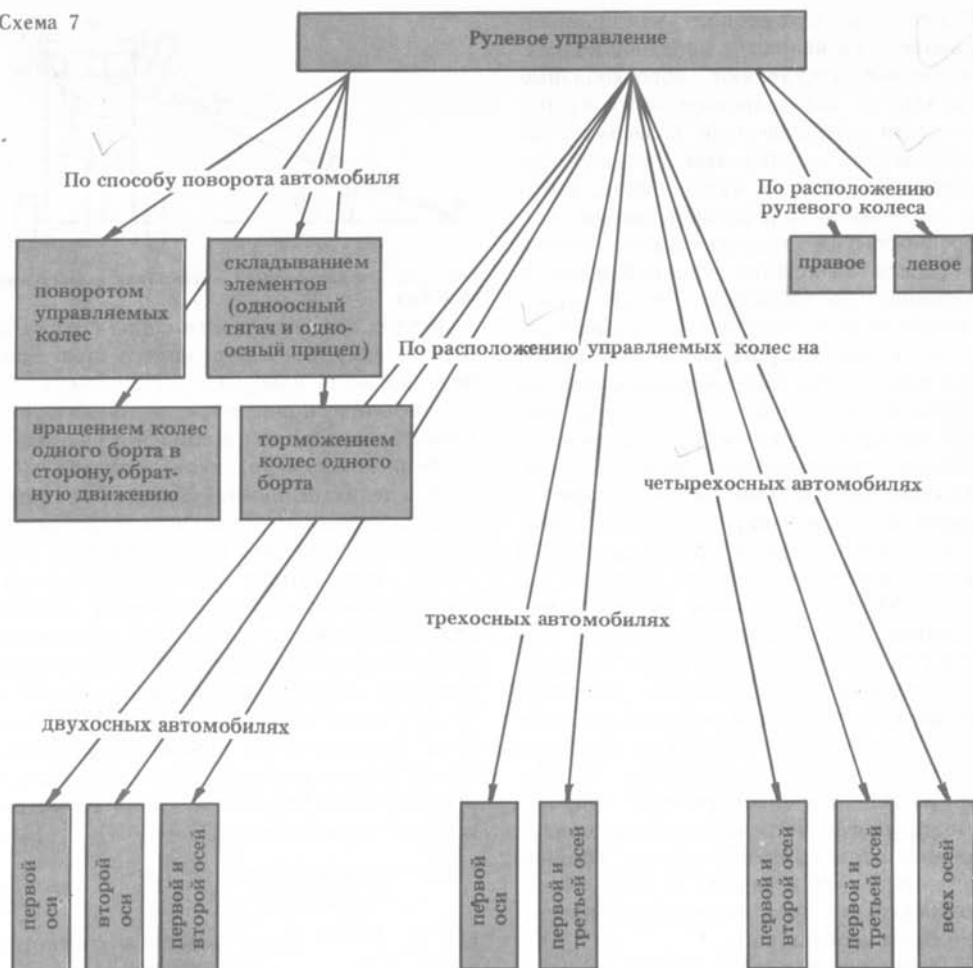 Схема 7
Рулевое управление
По способу поворота автомобиля
По расположению
рулевого колеса
правое
левое
поворотом
управляемых
колес
складыванием
элементов
(одноосный
тягач и одно-
осный прицеп)
По расположению управляемых колес на
вращением колес
одного борта в
сторону, обрат-
ную движению
торможением
колес одного
борта
четырехосных автомобилях
трехосных автомобилях
двухосных автомобилях
первой
оси
второй
оси
первой и
второй осей
первой
оси
первой и
третьей осей
первой и
второй осей
первой и
третьей осей
всех осей